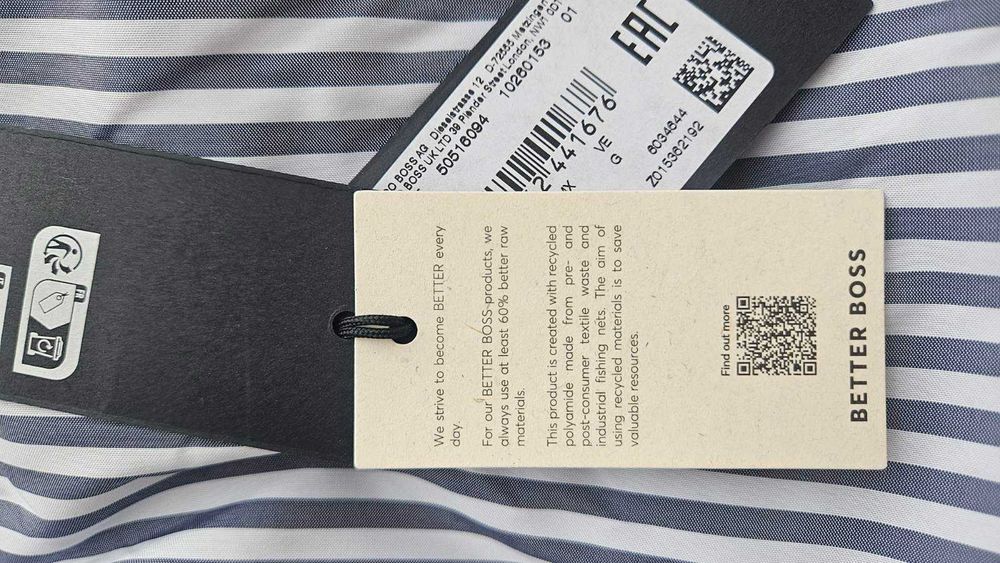 BOSS AG Dieselstrasse 12 D-72555 Metzingen
BOSS UK LTD 39 Plender Street London, NW1 0DT
50516094 10260153 01
2 441676
VE
G
EAC
6034644
Z015362192
We strive to become BETTER every
day.
For our BETTER BOSS-products, we
always use at least 60% better raw
materials.
This product is created with recycled
polyamide made from pre- and
post-consumer textile waste and
industrial fishing nets. The aim of
using recycled materials is to save
valuable resources.
Find out more
BETTER BOSS